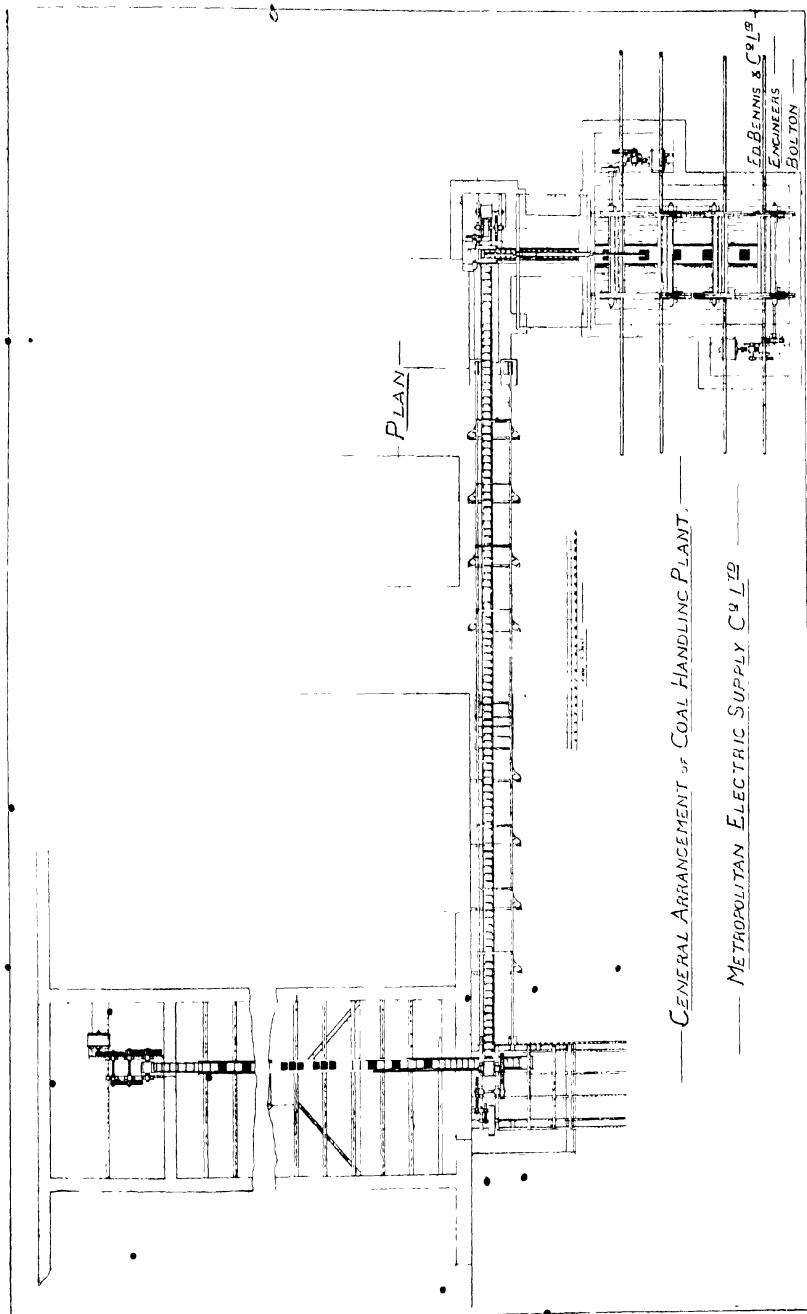 PLAN
GENERAL ARRANGEMENT OF COAL HANDLING PLANT.
METROPOLITAN ELECTRIC SUPPLY Co LTD
ED. BENNIS & Co LTD
ENGINEERS
BOLTON